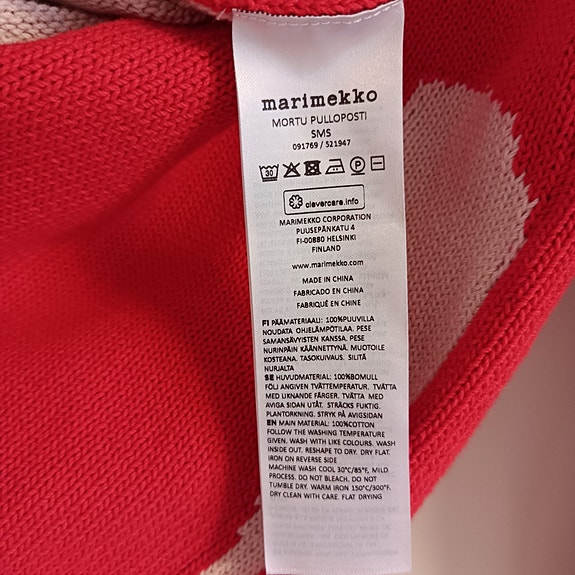 marimekko
MORTU PULLOPOSTI
SMS
091769 / 521947
30 P
clevercare.info
MARIMEKKO CORPORATION
PUUSEPÄNKATU 4
FI-00880 HELSINKI
FINLAND
www.marimekko.com
MADE IN CHINA
FABRICADO EN CHINA
FABRIQUÉ EN CHINE
FI PÄÄMATERIAALI: 100%PUUVILLA
NOUDATA OHJELÄMPÖTILAA. PESE
SAMANSÄVYISTEN KANSSA. PESE
NURINPÄIN KÄÄNNETTYNÄ. MUOTOILE
KOSTEANA. TASOKUIVAUS. SILITÄ
NURJALTA
SE HUVUDMATERIAL: 100%BOMULL
FÖLJ ANGIVEN TVÄTTEMPERATUR. TVÄTTA
MED LIKNANDE FÄRGER. TVÄTTA MED
AVIGA SIDAN UTÅT. STRÄCKS FUKTIG.
PLANTORKNING. STRYK PÅ AVIGSIDAN
EN MAIN MATERIAL: 100%COTTON
FOLLOW THE WASHING TEMPERATURE
GIVEN. WASH WITH LIKE COLOURS. WASH
INSIDE OUT. RESHAPE TO DRY. DRY FLAT.
IRON ON REVERSE SIDE
MACHINE WASH COOL 30°C/85°F, MILD
PROCESS. DO NOT BLEACH. DO NOT
TUMBLE DRY. WARM IRON 150°C/300°F.
DRY CLEAN WITH CARE. FLAT DRYING